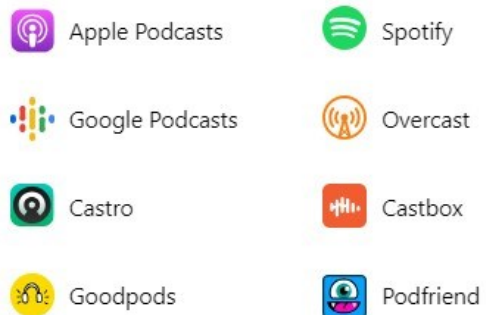 Apple Podcasts
Spotify
Google Podcasts
Overcast
Castro
Castbox
Goodpods
Podfriend